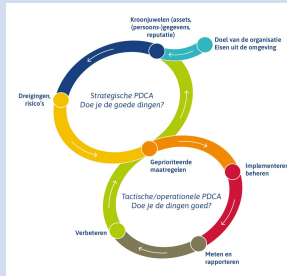 Kroonjuwelen (assets,
(persoons-)gegevens,
reputatie)
Doel van de organisatie
Eisen uit de omgeving
Dreigingen,
risico's
Strategische PDCA
Doe je de goede dingen?
Geprioriteerde
maatregelen
Implementeren
beheren
Tactische/operationele PDCA
Doe je de dingen goed?
Verbeteren
Meten en
rapporteren